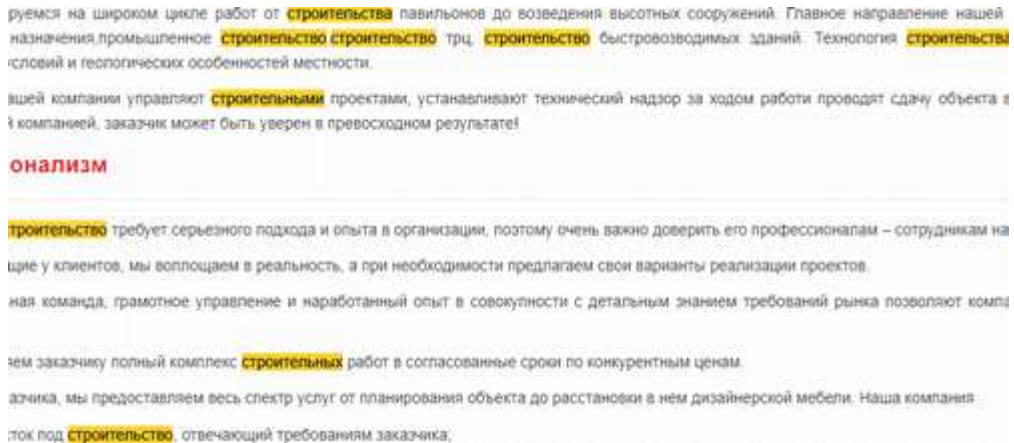 руемся на широком цикле работ от строительства павильонов до возведения высотных сооружений. Главное направление нашей
назначения,промышленное строительство строительство трц, строительство быстровозводимых зданий. Технология строительства
условий и геологических особенностей местности.
ашей компании управляют строительными проектами, устанавливают технический надзор за ходом работи проводят сдачу объекта в
й компанией, заказчик может быть уверен в превосходном результате!
онализм
троительство требует серьезного подхода и опыта в организации, поэтому очень важно доверить его профессионалам – сотрудникам на
щие у клиентов, мы воплощаем в реальность, а при необходимости предлагаем свои варианты реализации проектов.
ная команда, грамотное управление и наработанный опыт в совокупности с детальным знанием требований рынка позволяют компа
ем заказчику полный комплекс строительных работ в согласованные сроки по конкурентным ценам.
азчика, мы предоставляем весь спектр услуг от планирования объекта до расстановки в нем дизайнерской мебели. Наша компания
сток под строительство, отвечающий требованиям заказчика;